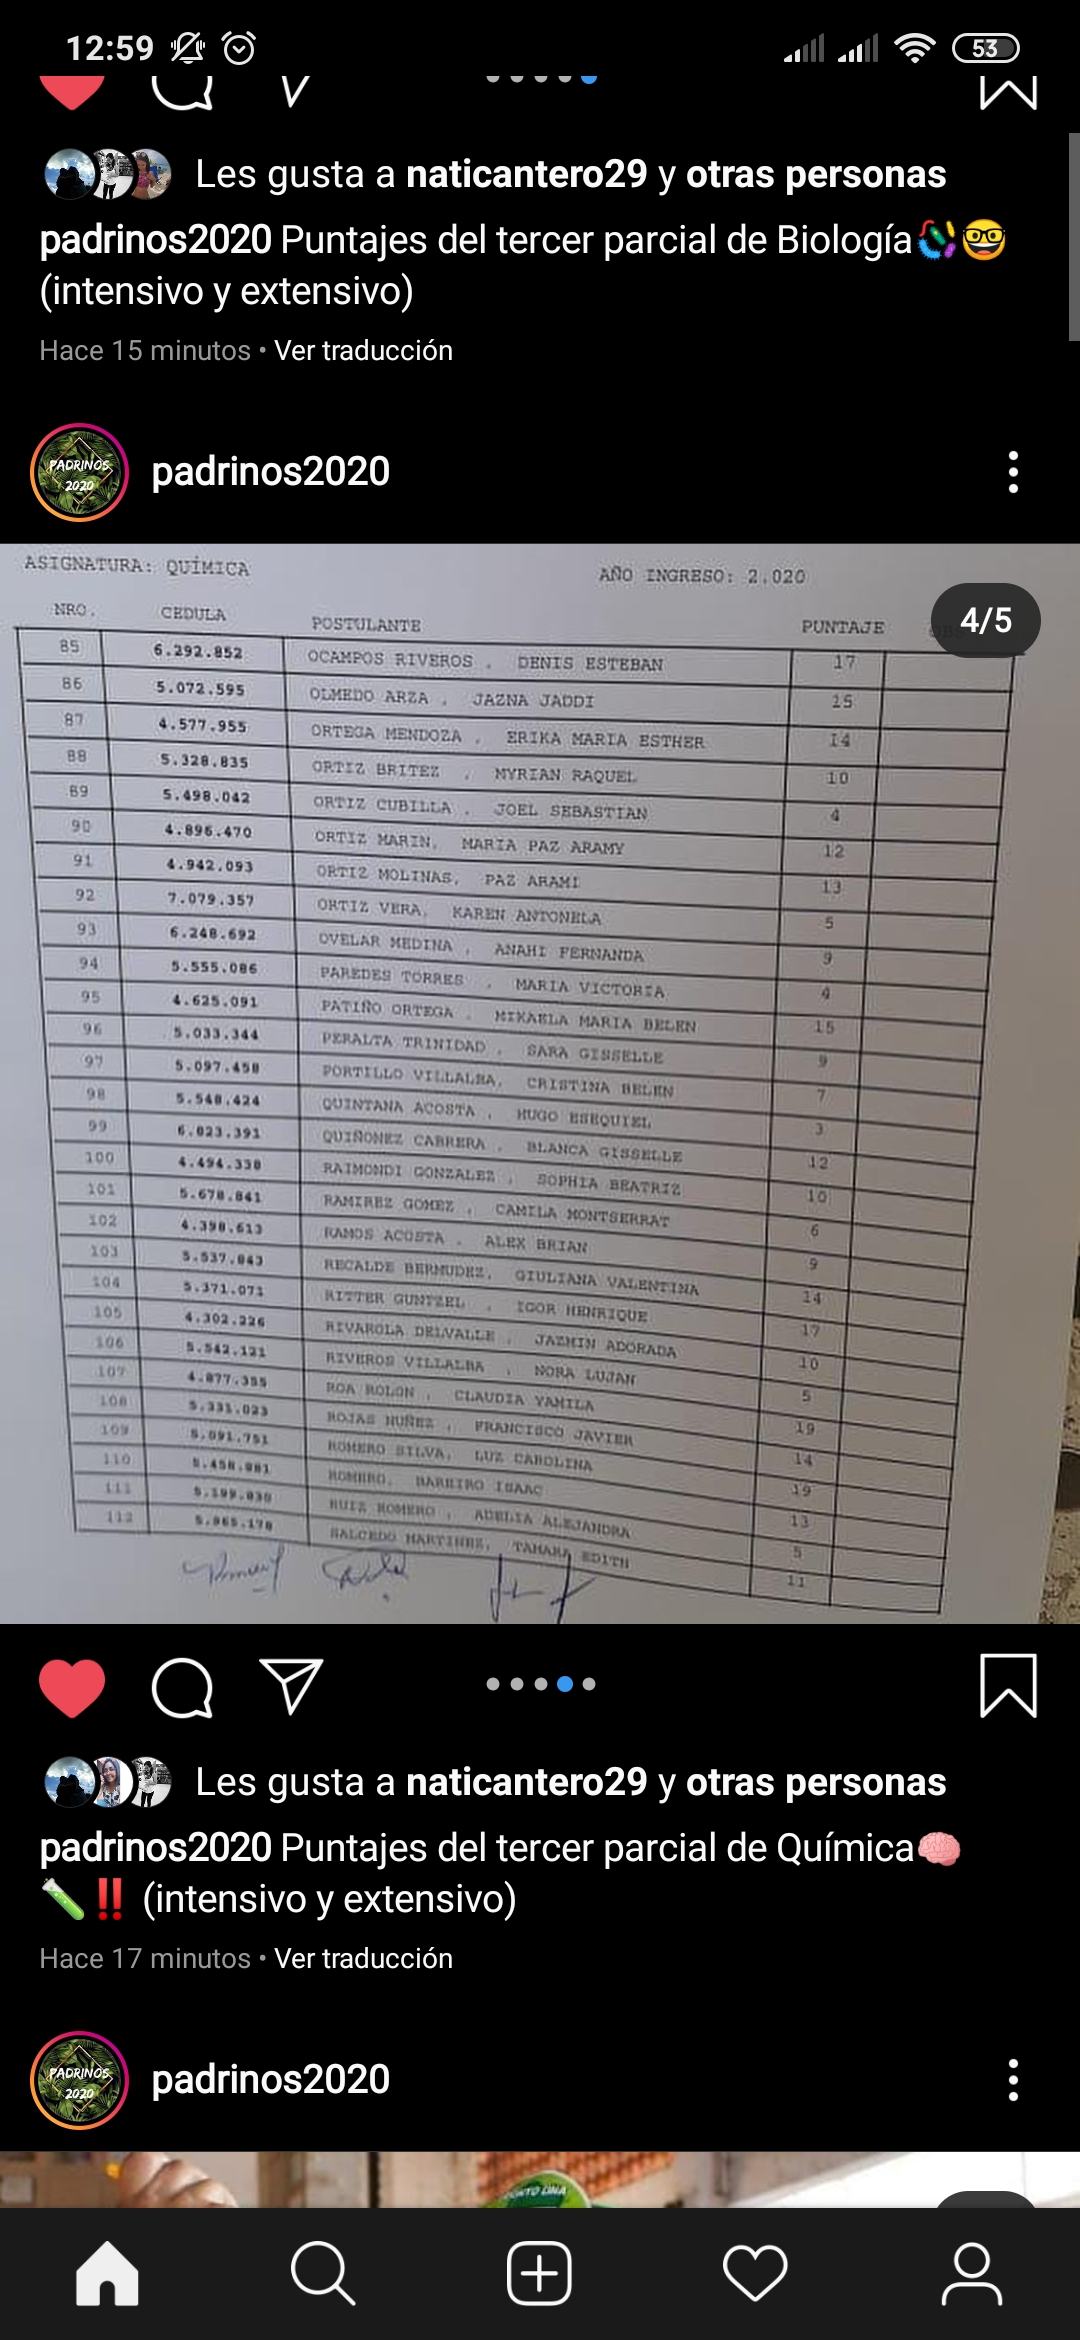 12:59
53
Les gusta a naticantero29 y otras personas
padrinos2020 Puntajes del tercer parcial de Biología🦠🤓
(intensivo y extensivo)
Hace 15 minutos • Ver traducción
PADRINOS 2020
padrinos2020
ASIGNATURA: QUÍMICA AÑO INGRESO: 2.020
4/5
NRO. CEDULA POSTULANTE PUNTAJE
85 6.292.852 OCAMPOS RIVEROS , DENIS ESTEBAN 17
86 5.072.595 OLMEDO ARZA , JAZNA JADDI 15
87 4.577.955 ORTEGA MENDOZA , ERIKA MARIA ESTHER 14
88 5.328.835 ORTIZ BRITEZ , MYRIAN RAQUEL 10
89 5.498.042 ORTIZ CUBILLA , JOEL SEBASTIAN 4
90 4.896.470 ORTIZ MARIN, MARIA PAZ ARAMY 12
91 4.942.093 ORTIZ MOLINAS, PAZ ARAMI 13
92 7.079.357 ORTIZ VERA, KAREN ANTONELA 5
93 6.248.692 OVELAR MEDINA , ANAHI FERNANDA 9
94 5.555.086 PAREDES TORRES , MARIA VICTORIA 4
95 4.625.091 PATIÑO ORTEGA , MIKAELA MARIA BELEN 15
96 5.033.344 PERALTA TRINIDAD , SARA GISSELLE 9
97 5.097.458 PORTILLO VILLALBA, CRISTINA BELEN 7
98 5.548.424 QUINTANA ACOSTA , HUGO ESEQUIEL 3
99 6.823.391 QUIÑONEZ CABRERA , BLANCA GISSELLE 12
100 4.494.338 RAIMONDI GONZALEZ , SOPHIA BEATRIZ 10
101 5.678.841 RAMIREZ GOMEZ , CAMILA MONTSERRAT 6
102 4.398.613 RAMOS ACOSTA , ALEX BRIAN 9
103 5.537.843 RECALDE BERMUDEZ, GIULIANA VALENTINA 14
104 5.371.071 RITTER GUNTZEL , IGOR HENRIQUE 17
105 4.302.226 RIVAROLA DELVALLE , JAZMIN ADORADA 10
106 5.542.121 RIVEROS VILLALBA , NORA LUJAN 5
107 4.877.355 ROA ROLON , CLAUDIA YAMILA 19
108 5.331.023 ROJAS NUÑEZ , FRANCISCO JAVIER 14
109 5.091.751 ROMERO SILVA, LUZ CAROLINA 19
110 ROMERO, BARRIRO ISAAC 13
111 RUIZ ROMERO , ADELIA ALEJANDRA 5
112 5.965.178 SALCEDO MARTINEZ, TAMARA EDITH 11
Les gusta a naticantero29 y otras personas
padrinos2020 Puntajes del tercer parcial de Química🧠
🧪‼️ (intensivo y extensivo)
Hace 17 minutos • Ver traducción
PADRINOS 2020
padrinos2020